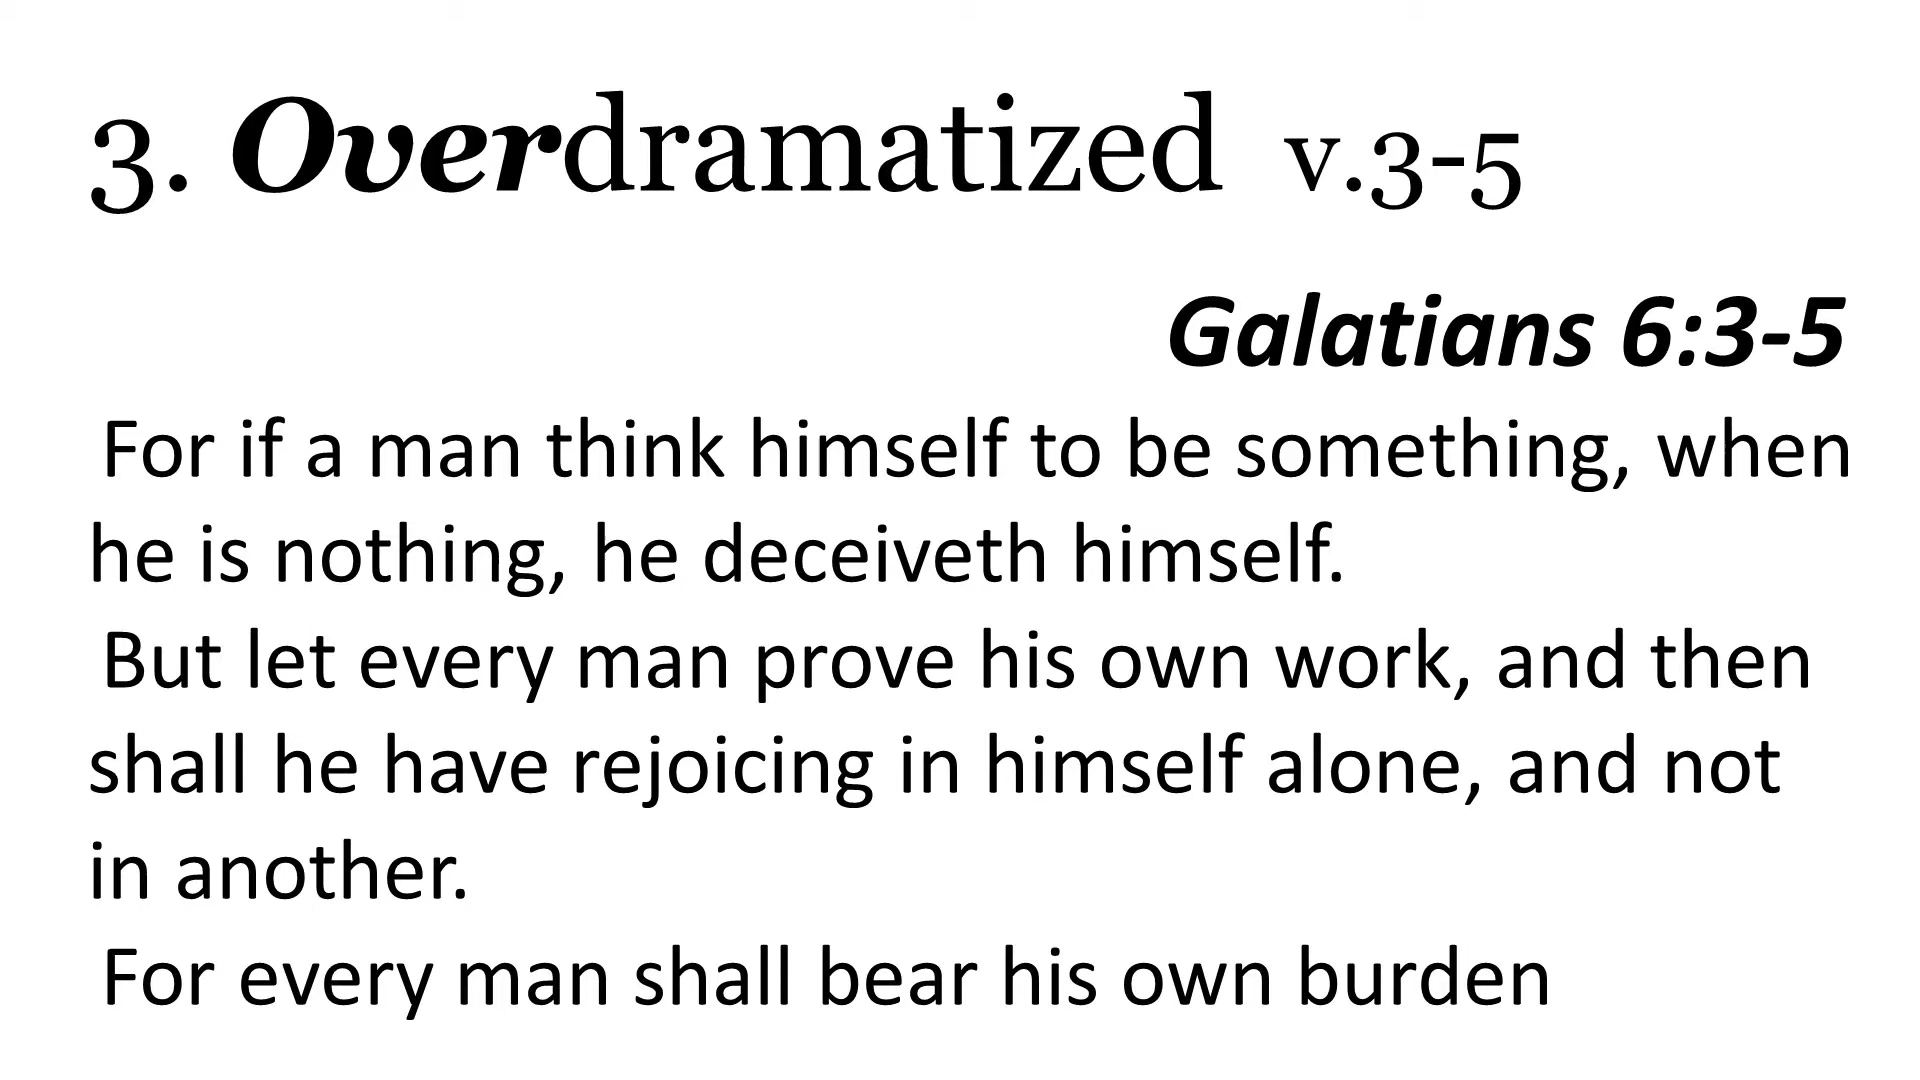 3. Overdramatized v.3-5
Galatians 6:3-5
For if a man think himself to be something, when
he is nothing, he deceiveth himself.
But let every man prove his own work, and then
shall he have rejoicing in himself alone, and not
in another.
For every man shall bear his own burden